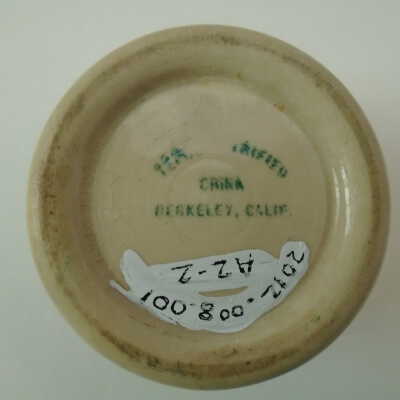 CHINA
BERKELEY, CALIF.
A2-2
2012.008.001